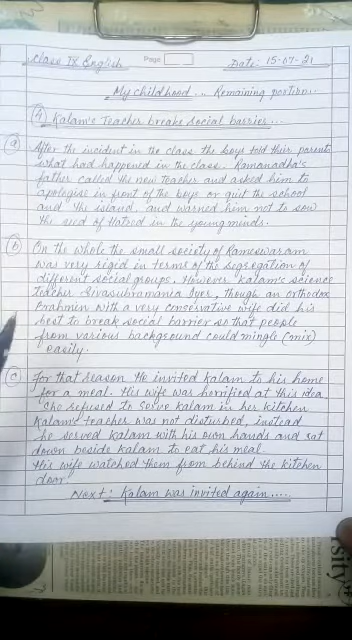 Class IX English Page Date: 15-07-21
My childhood ... Remaining portion..
(4) Kalam's Teacher breaks social barrier...
(a) After the incident in the class the boys told their parents
what had happened in the class. Ramanadha's
father called the new teacher and asked him to
apologise in front of the boys or quit the school
and the island, and warned him not to sow
the seed of Hatred in the young minds.
(b) On the whole the small society of Rameswaram
was very rigid in terms of the segregation of
different social groups. However kalam's science
teacher Sivasubramania Iyer, though an orthodox
Brahmin with a very conservative wife did his
best to break social barrier so that people
from various background could mingle (mix)
easily.
(c) For that reason He invited Kalam to his home
for a meal. His wife was horrified at this idea
She refused to serve kalam in her kitchen
Kalam's teacher was not disturbed, instead
he served kalam with his own hands and sat
down beside kalam to eat his meal.
His wife watched them from behind the kitchen
door.
Next: Kalam was invited again.....